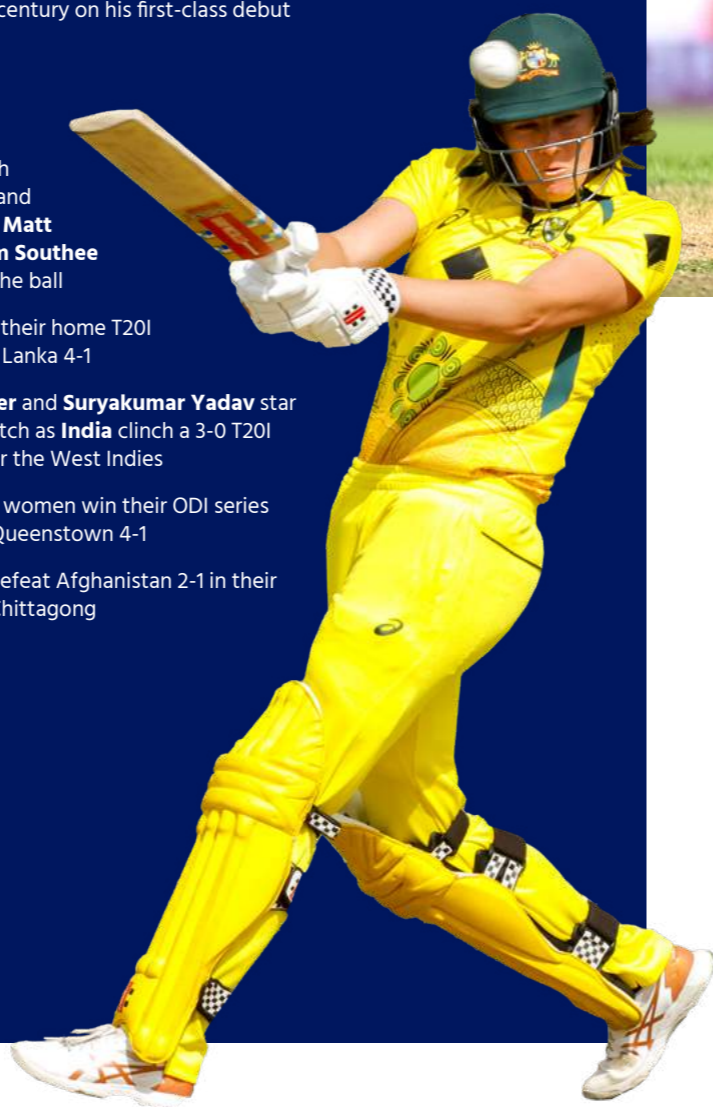 century on his first-class debut
h
and
Matt
m Southee
he ball
their home T20I
Lanka 4-1
er and Suryakumar Yadav star
tch as India clinch a 3-0 T20I
r the West Indies
women win their ODI series
Queenstown 4-1
efeat Afghanistan 2-1 in their
Chittagong